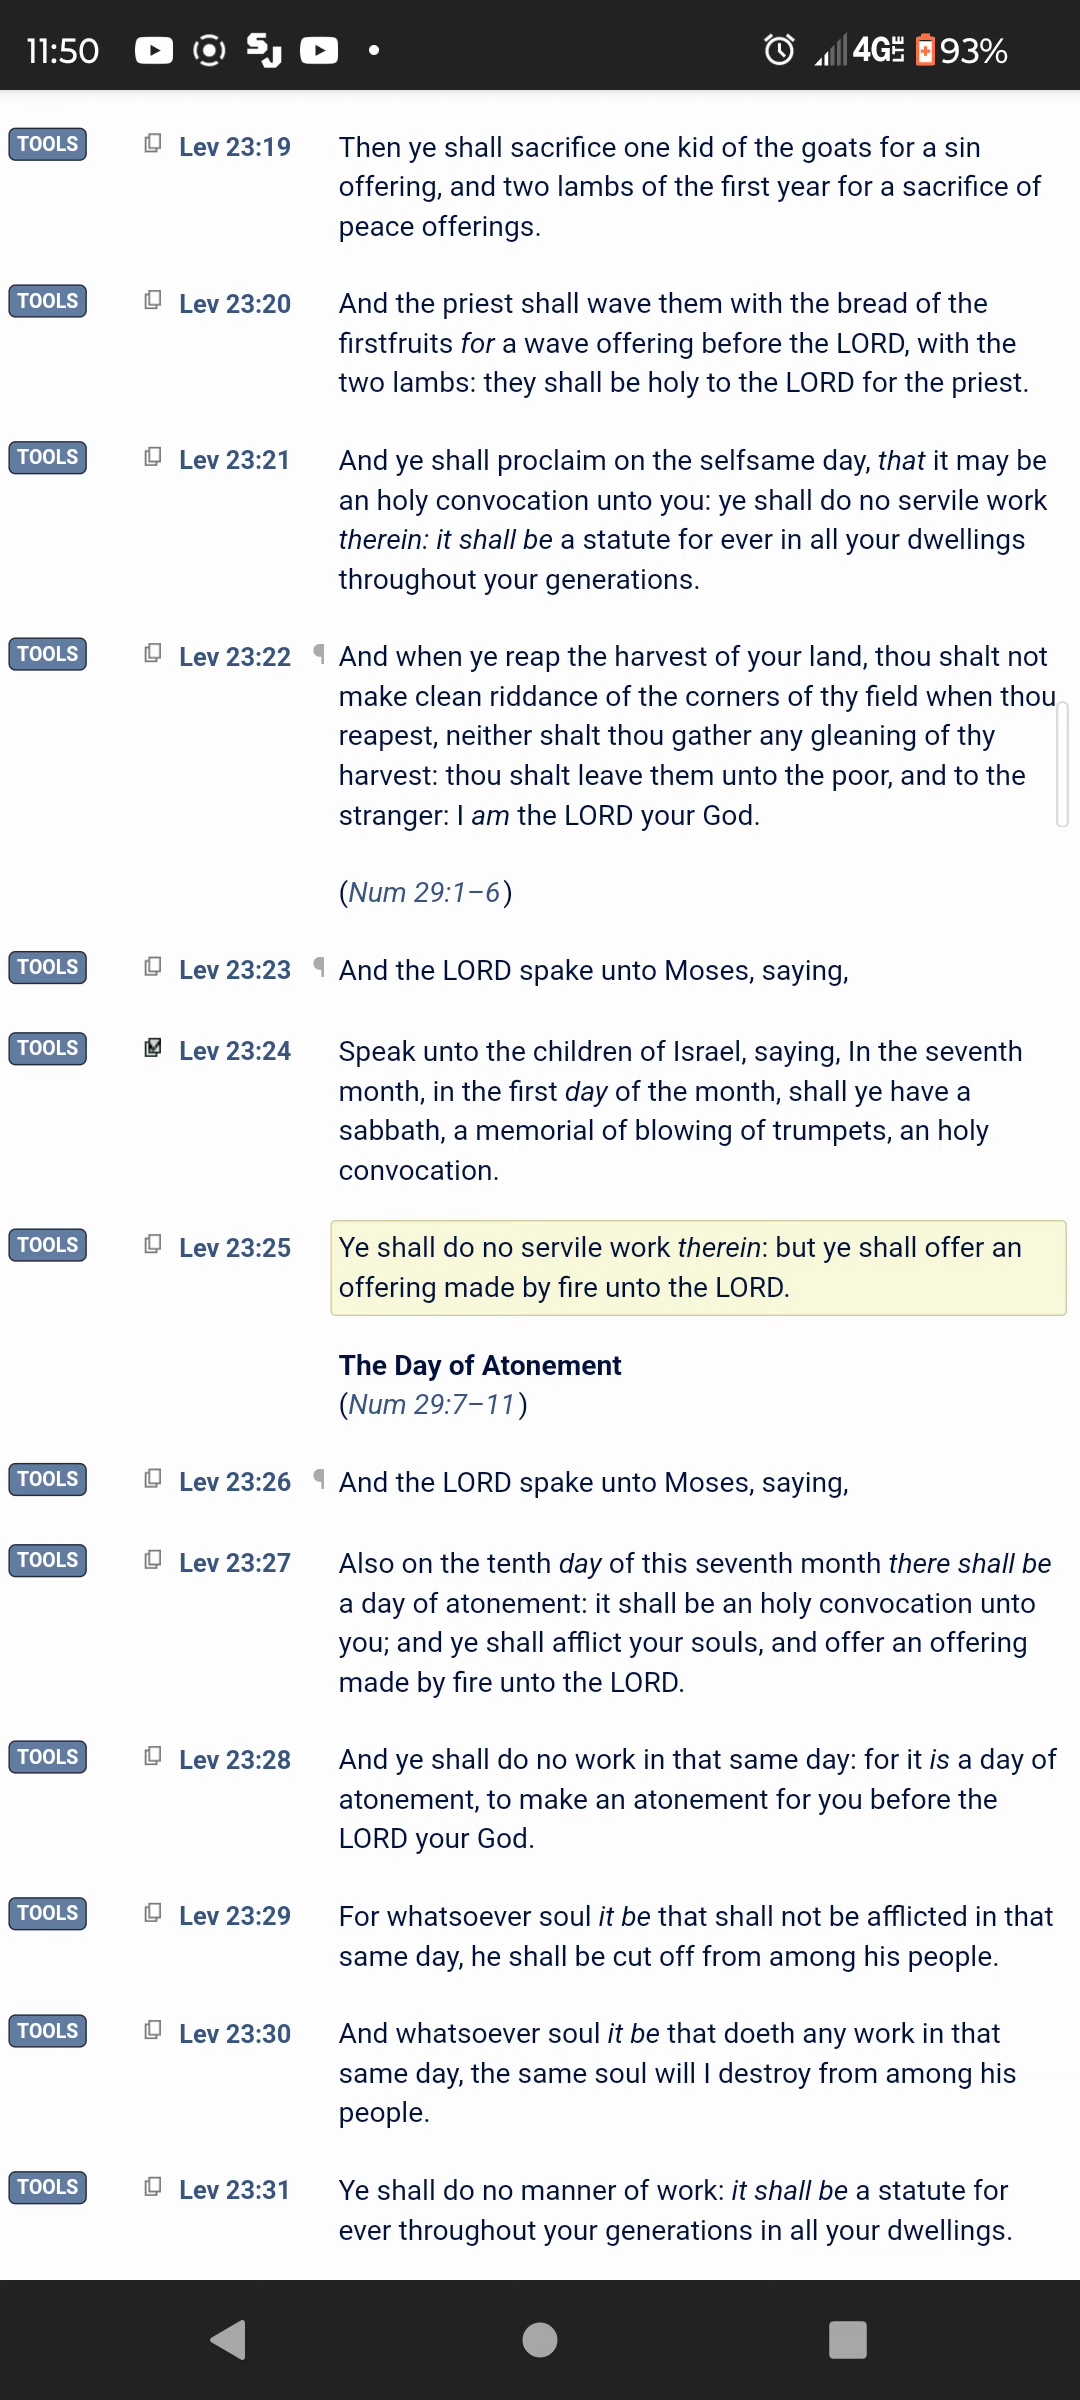 11:50 4G LTE 93%
TOOLS Lev 23:19 Then ye shall sacrifice one kid of the goats for a sin
offering, and two lambs of the first year for a sacrifice of
peace offerings.
TOOLS Lev 23:20 And the priest shall wave them with the bread of the
firstfruits for a wave offering before the LORD, with the
two lambs: they shall be holy to the LORD for the priest.
TOOLS Lev 23:21 And ye shall proclaim on the selfsame day, that it may be
an holy convocation unto you: ye shall do no servile work
therein: it shall be a statute for ever in all your dwellings
throughout your generations.
TOOLS Lev 23:22 ¶ And when ye reap the harvest of your land, thou shalt not
make clean riddance of the corners of thy field when thou
reapest, neither shalt thou gather any gleaning of thy
harvest: thou shalt leave them unto the poor, and to the
stranger: I am the LORD your God.
(Num 29:1–6)
TOOLS Lev 23:23 ¶ And the LORD spake unto Moses, saying,
TOOLS Lev 23:24 Speak unto the children of Israel, saying, In the seventh
month, in the first day of the month, shall ye have a
sabbath, a memorial of blowing of trumpets, an holy
convocation.
TOOLS Lev 23:25 Ye shall do no servile work therein: but ye shall offer an
offering made by fire unto the LORD.
The Day of Atonement
(Num 29:7–11)
TOOLS Lev 23:26 ¶ And the LORD spake unto Moses, saying,
TOOLS Lev 23:27 Also on the tenth day of this seventh month there shall be
a day of atonement: it shall be an holy convocation unto
you; and ye shall afflict your souls, and offer an offering
made by fire unto the LORD.
TOOLS Lev 23:28 And ye shall do no work in that same day: for it is a day of
atonement, to make an atonement for you before the
LORD your God.
TOOLS Lev 23:29 For whatsoever soul it be that shall not be afflicted in that
same day, he shall be cut off from among his people.
TOOLS Lev 23:30 And whatsoever soul it be that doeth any work in that
same day, the same soul will I destroy from among his
people.
TOOLS Lev 23:31 Ye shall do no manner of work: it shall be a statute for
ever throughout your generations in all your dwellings.